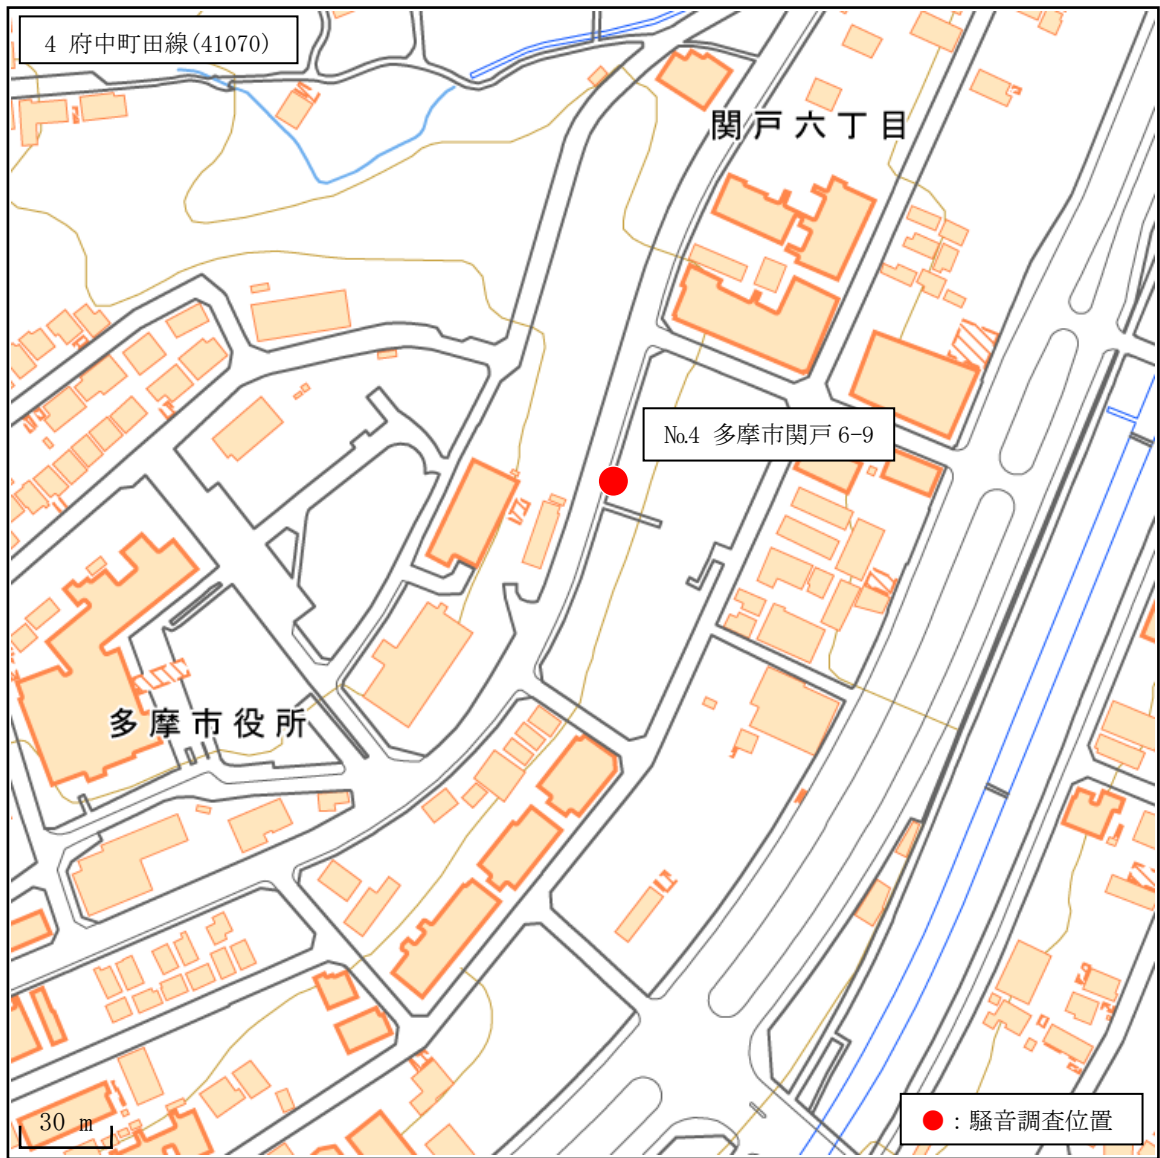 4 府中町田線(41070)
関戸六丁目
№4 多摩市関戸 6-9
多摩市役所
30 m
：騒音調査位置